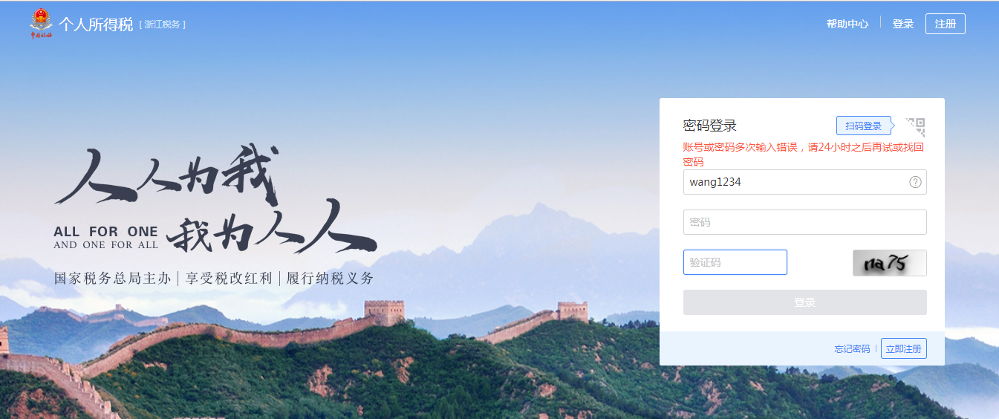 个人所得税 [ 浙江税务 ]
中国税务
帮助中心 登录 注册
人人为我
ALL FOR ONE
AND ONE FOR ALL
我为人人
国家税务总局主办 | 享受税改红利 | 履行纳税义务
密码登录 扫码登录
账号或密码多次输入错误，请24小时之后再试或找回
密码
wang1234 ?
密码
验证码 na75
登录
忘记密码 | 立即注册